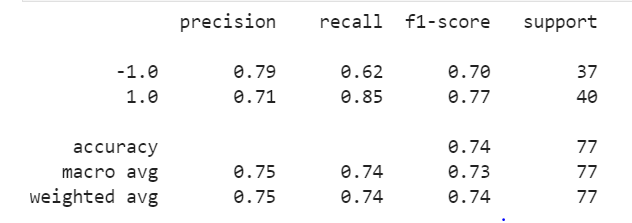 precision recall f1-score support
-1.0 0.79 0.62 0.70 37
1.0 0.71 0.85 0.77 40
accuracy 0.74 77
macro avg 0.75 0.74 0.73 77
weighted avg 0.75 0.74 0.74 77